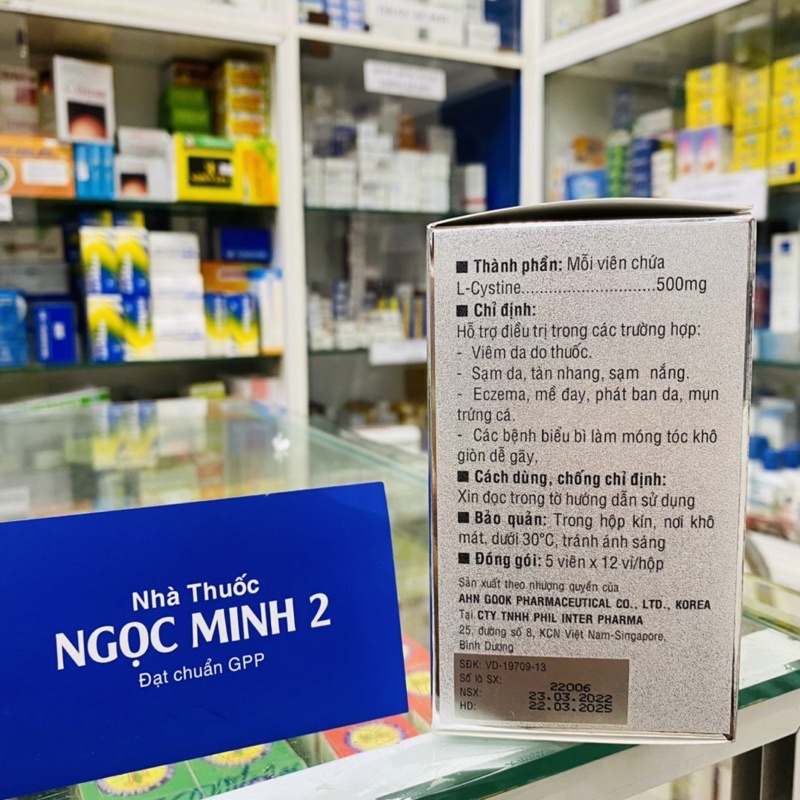 ■ Thành phần: Mỗi viên chứa
L-Cystine............................500mg
■ Chỉ định:
Hỗ trợ điều trị trong các trường hợp:
- Viêm da do thuốc.
- Sạm da, tàn nhang, sạm nắng.
- Eczema, mề đay, phát ban da, mụn
trứng cá.
- Các bệnh biểu bì làm móng tóc khô
giòn dễ gãy,
■ Cách dùng, chống chỉ định:
Xin đọc trong tờ hướng dẫn sử dụng
■ Bảo quản: Trong hộp kín, nơi khô
mát, dưới 30°C, tránh ánh sáng
■ Đóng gói: 5 viên x 12 vỉ/hộp
Sản xuất theo nhượng quyền của
AHN GOOK PHARMACEUTICAL CO., LTD., KOREA
Tại CTY TNHH PHIL INTER PHARMA
25, đường số 8, KCN Việt Nam-Singapore,
Bình Dương
SĐK: VD-19709-13
Số lô SX: 22006
NSX: 23.03.2022
HD: 22.03.2025
Nhà Thuốc
NGỌC MINH 2
Đạt chuẩn GPP